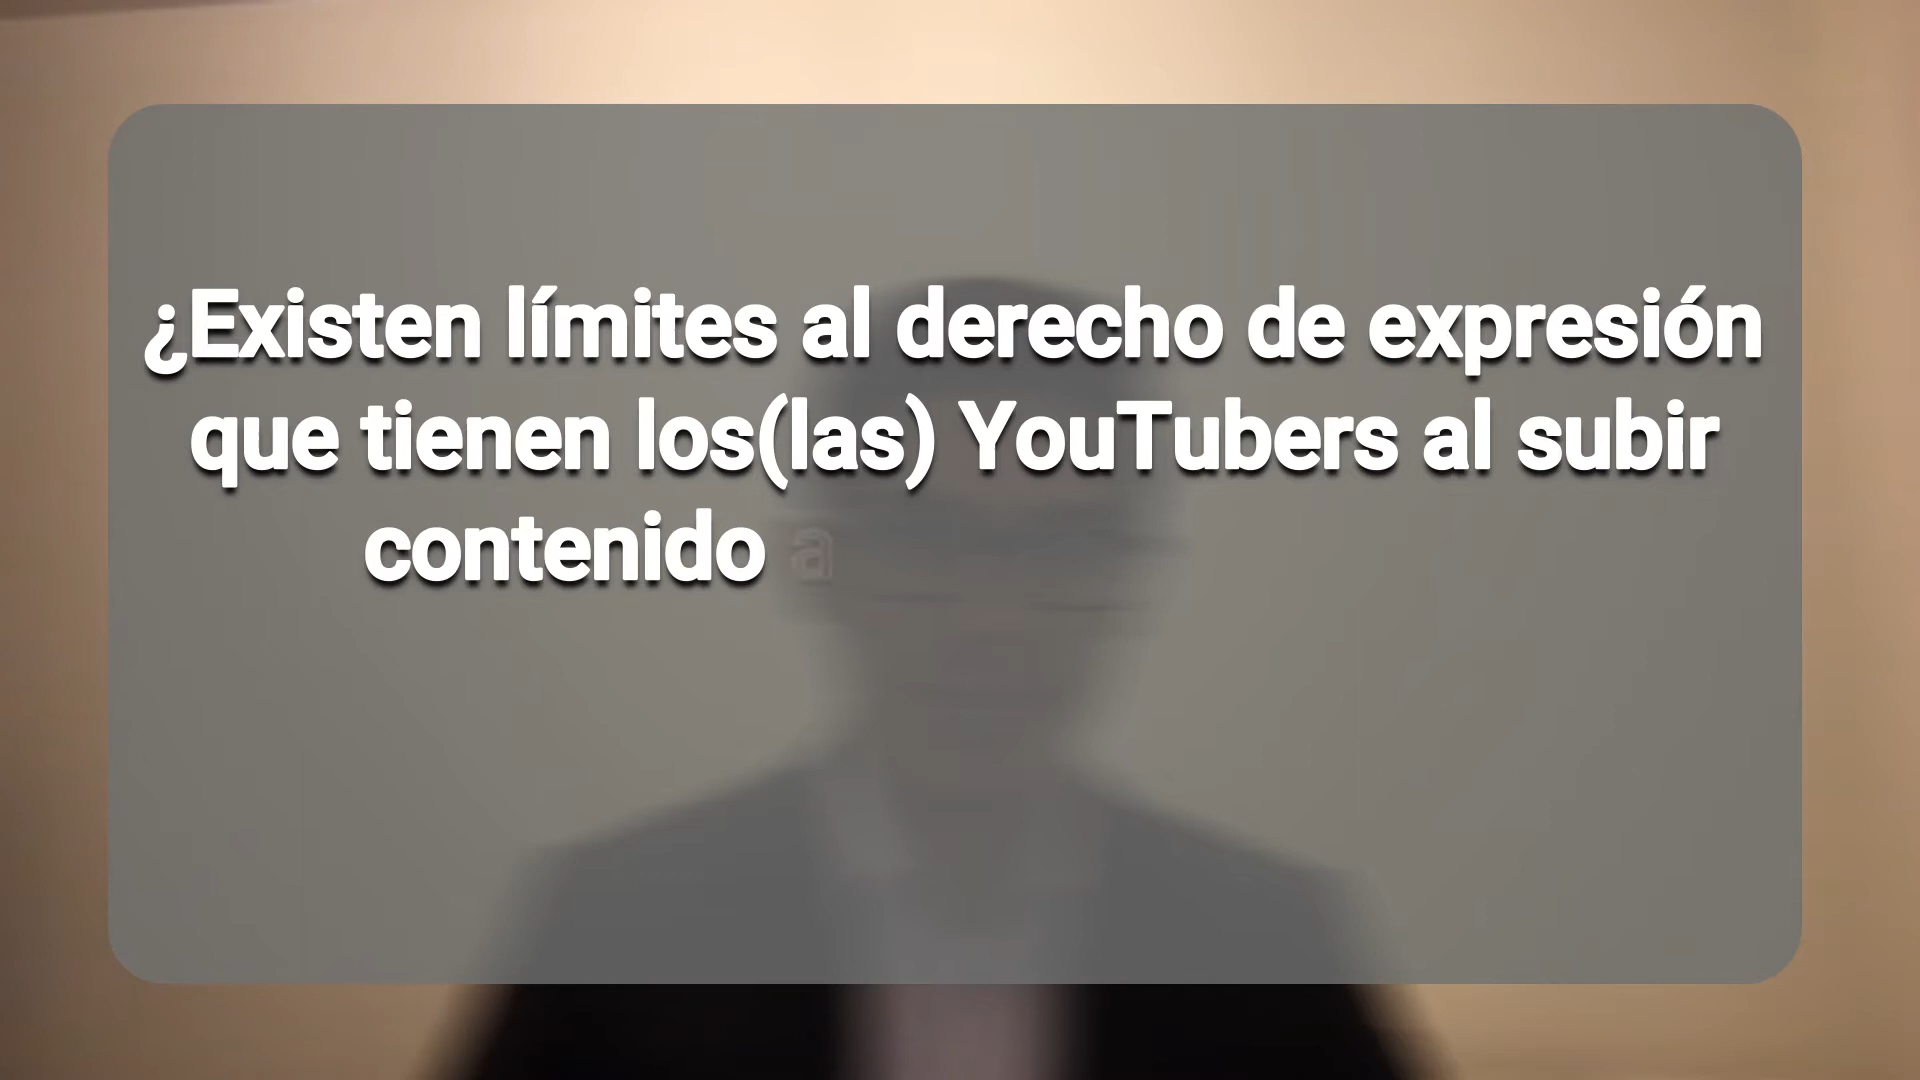 ¿Existen límites al derecho de expresión
que tienen los(las) YouTubers al subir
contenido a